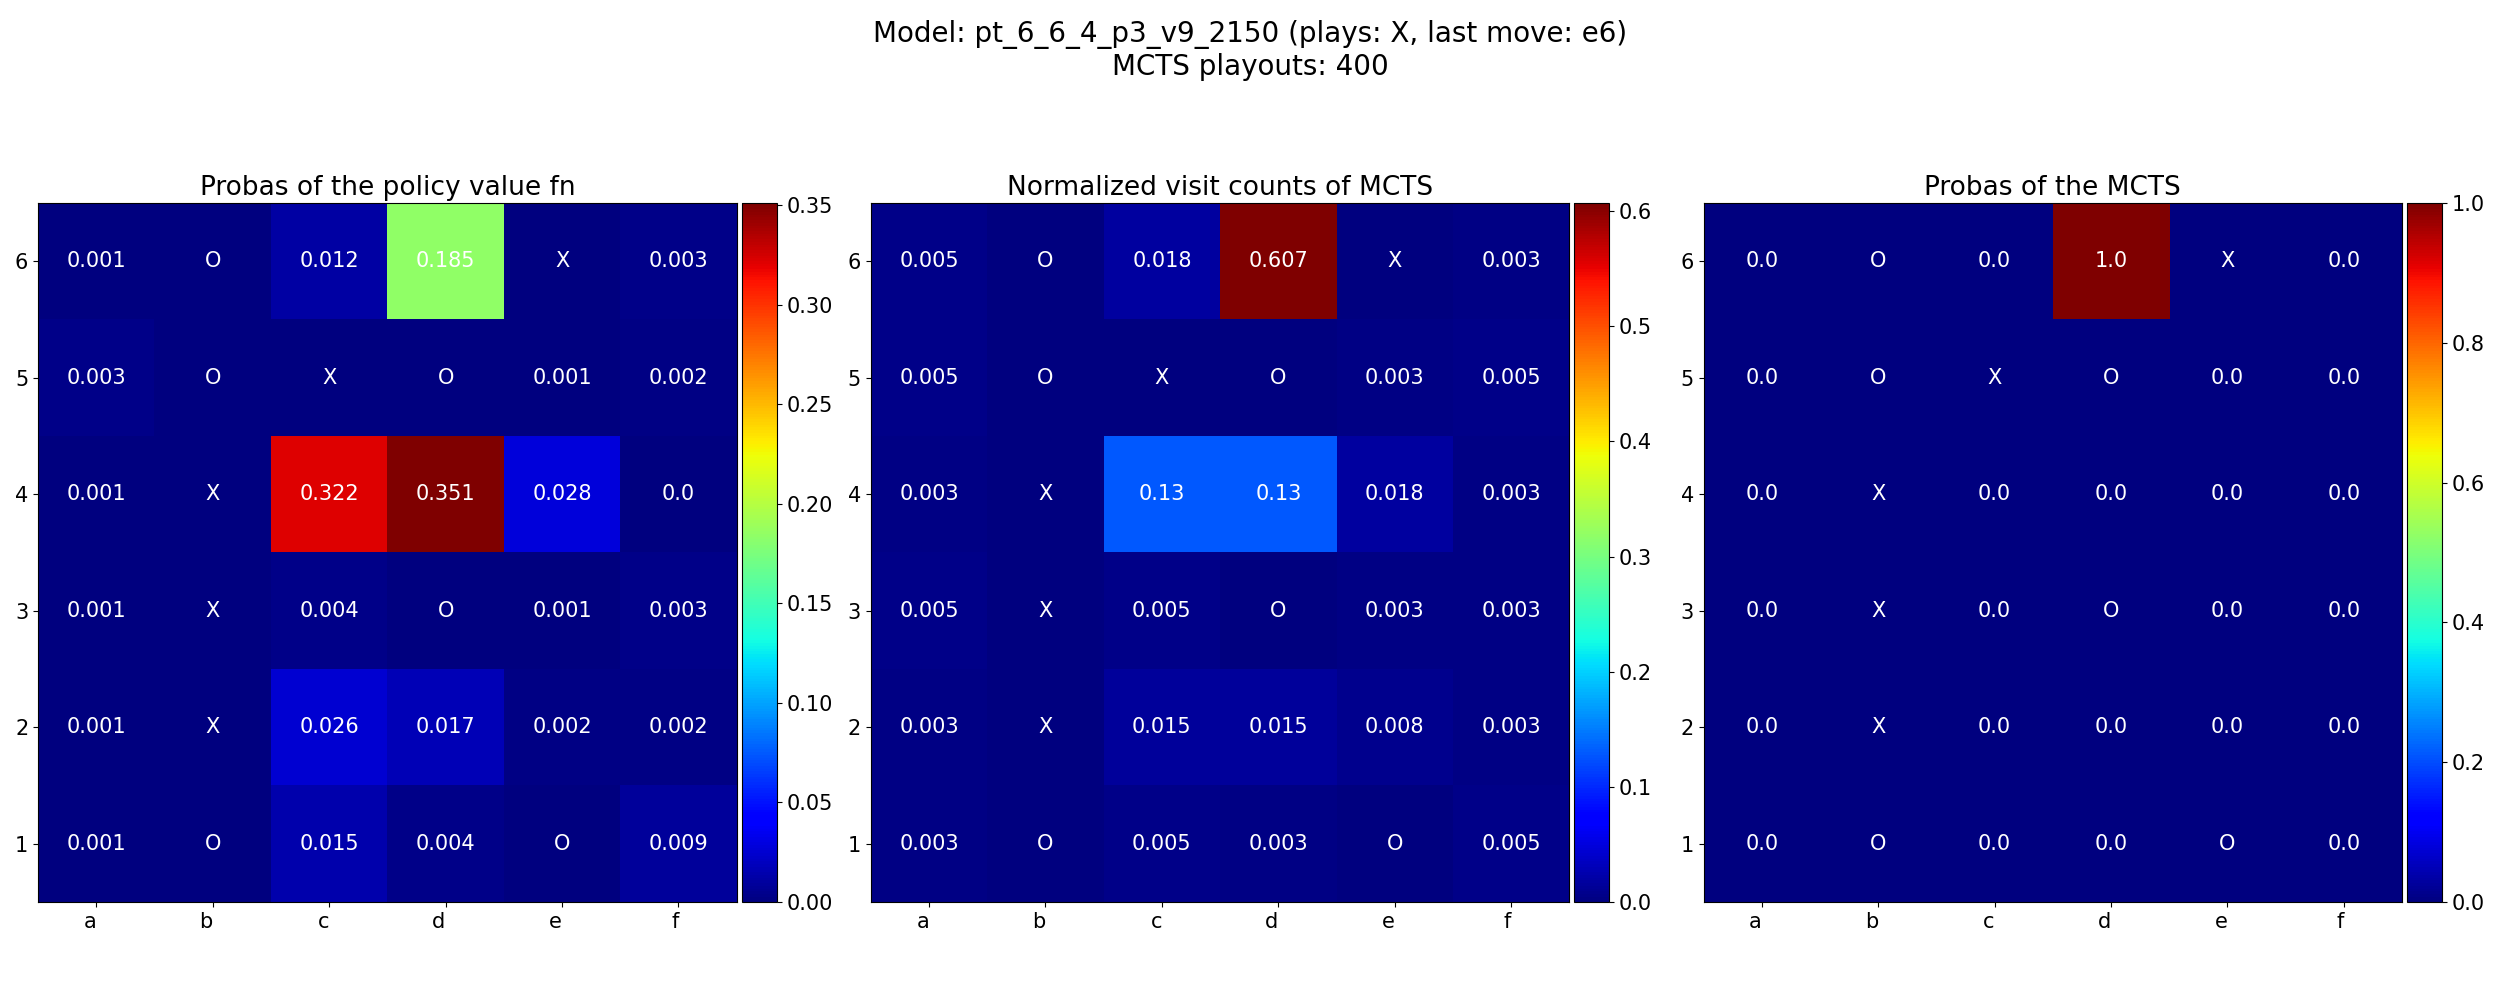 Model: pt_6_6_4_p3_v9_2150 (plays: X, last move: e6)
MCTS playouts: 400
Probas of the policy value fn
6 0.001 O 0.012 0.185 X 0.003
5 0.003 O X O 0.001 0.002
4 0.001 X 0.322 0.351 0.028 0.0
3 0.001 X 0.004 O 0.001 0.003
2 0.001 X 0.026 0.017 0.002 0.002
1 0.001 O 0.015 0.004 O 0.009
a b c d e f
0.35
0.30
0.25
0.20
0.15
0.10
0.05
0.00
Normalized visit counts of MCTS
6 0.005 O 0.018 0.607 X 0.003
5 0.005 O X O 0.003 0.005
4 0.003 X 0.13 0.13 0.018 0.003
3 0.005 X 0.005 O 0.003 0.003
2 0.003 X 0.015 0.015 0.008 0.003
1 0.003 O 0.005 0.003 O 0.005
a b c d e f
0.6
0.5
0.4
0.3
0.2
0.1
0.0
Probas of the MCTS
6 0.0 O 0.0 1.0 X 0.0
5 0.0 O X O 0.0 0.0
4 0.0 X 0.0 0.0 0.0 0.0
3 0.0 X 0.0 O 0.0 0.0
2 0.0 X 0.0 0.0 0.0 0.0
1 0.0 O 0.0 0.0 O 0.0
a b c d e f
1.0
0.8
0.6
0.4
0.2
0.0